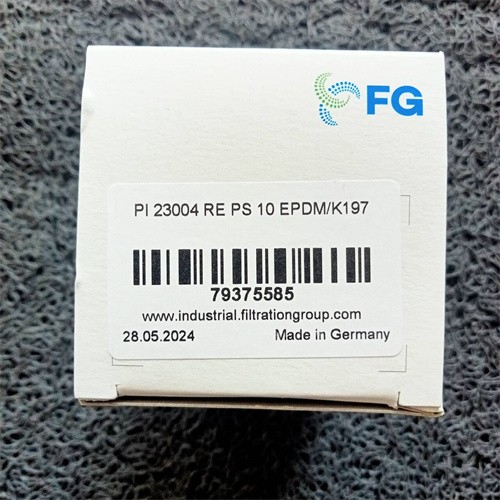 FG
PI 23004 RE PS 10 EPDM/K197
79375585
www.industrial.filtrationgroup.com
28.05.2024 Made in Germany